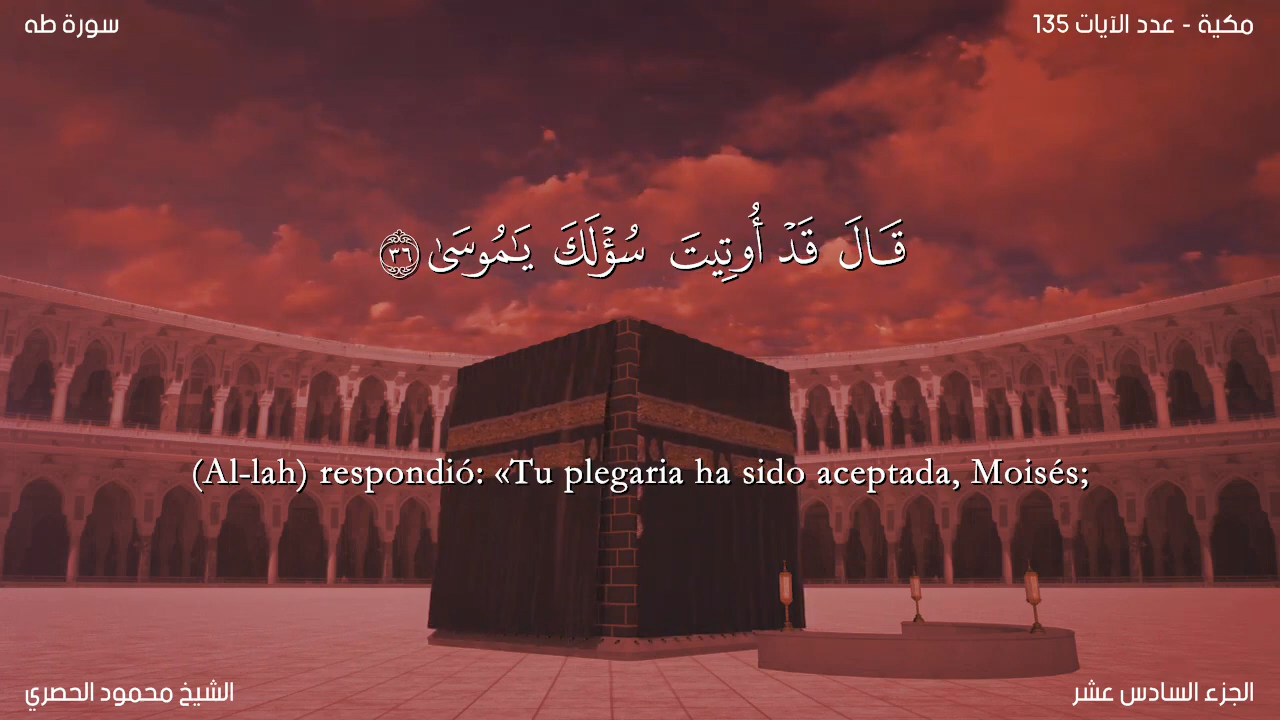 سورة طه
مكية - عدد الآيات 135
قَالَ قَدْ أُوتِيتَ سُؤْلَكَ يَـٰمُوسَىٰ ٣٦
(Al-lah) respondió: «Tu plegaria ha sido aceptada, Moisés;
الشيخ محمود الحصري
الجزء السادس عشر